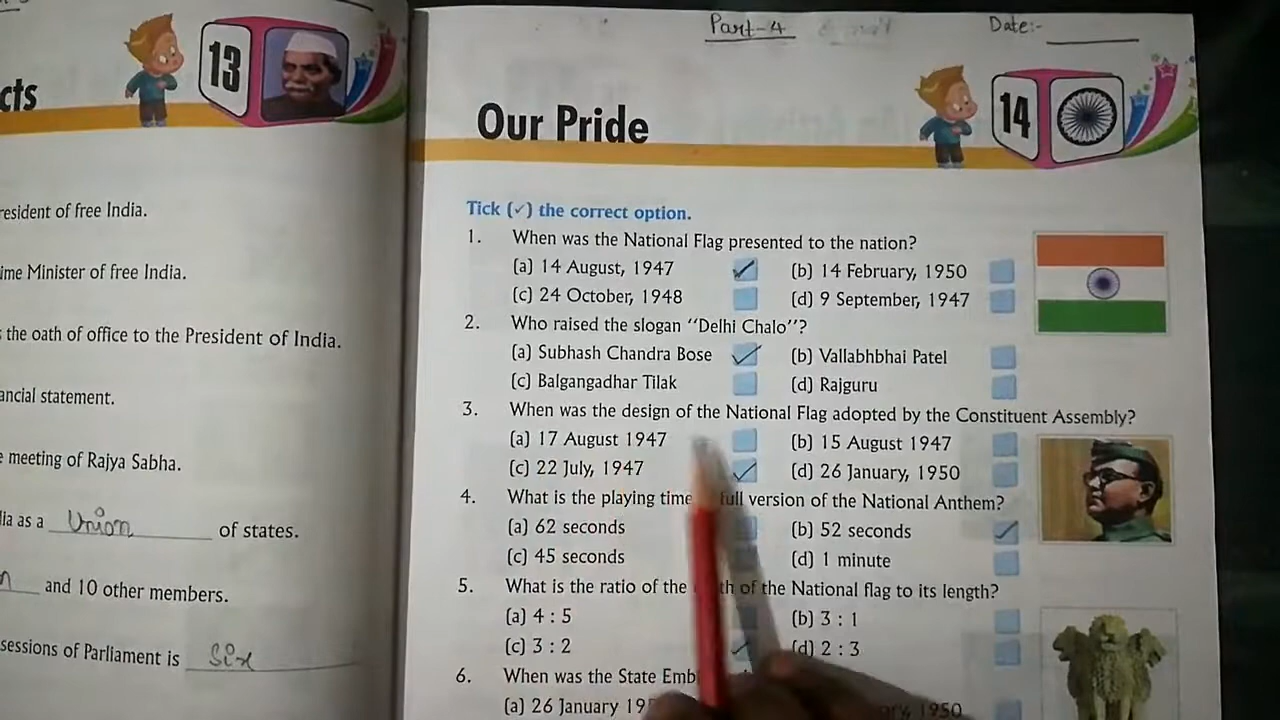 13
cts
resident of free India.
ime Minister of free India.
the oath of office to the President of India.
ancial statement.
meeting of Rajya Sabha.
dia as a Union of states.
and 10 other members.
sessions of Parliament is six
Part-4
Date:-
Our Pride
14
Tick (✓) the correct option.
1. When was the National Flag presented to the nation?
(a) 14 August, 1947 ✓ (b) 14 February, 1950
(c) 24 October, 1948 (d) 9 September, 1947
2. Who raised the slogan "Delhi Chalo"?
(a) Subhash Chandra Bose ✓ (b) Vallabhbhai Patel
(c) Balgangadhar Tilak (d) Rajguru
3. When was the design of the National Flag adopted by the Constituent Assembly?
(a) 17 August 1947 (b) 15 August 1947
(c) 22 July, 1947 ✓ (d) 26 January, 1950
4. What is the playing time full version of the National Anthem?
(a) 62 seconds (b) 52 seconds ✓
(c) 45 seconds (d) 1 minute
5. What is the ratio of the of the National flag to its length?
(a) 4 : 5 (b) 3 : 1
(c) 3 : 2 ✓ (d) 2 : 3
6. When was the State Emb
(a) 26 January 19 1950